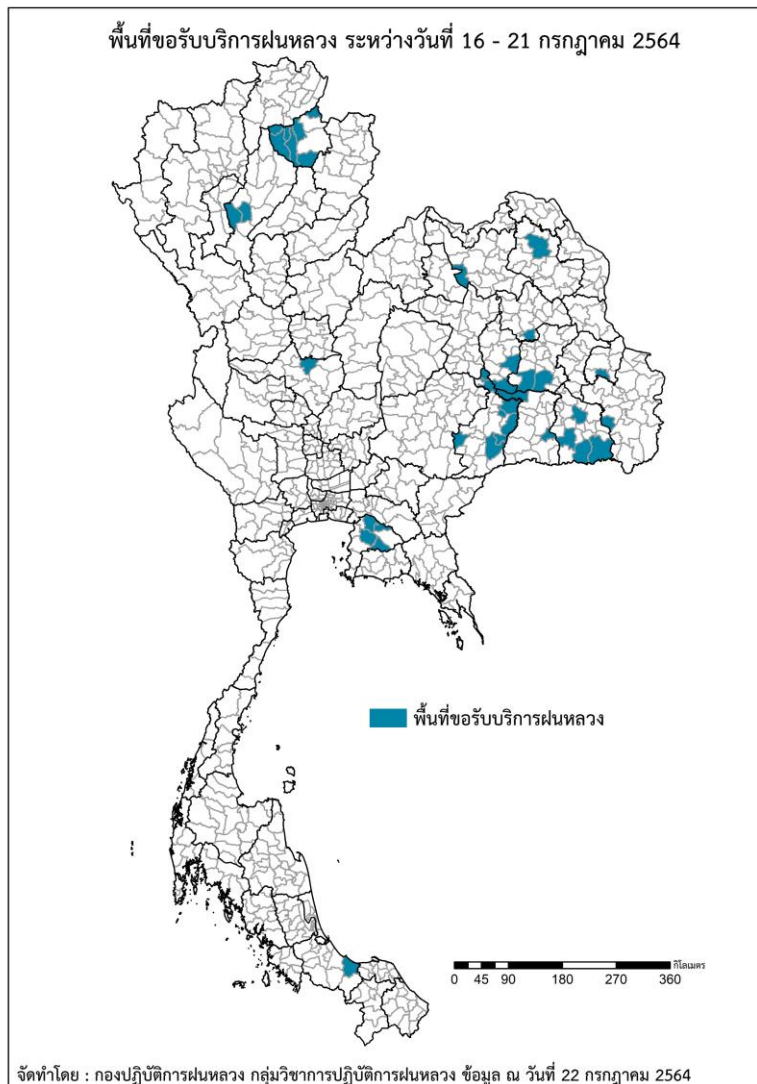 พื้นที่ขอรับบริการฝนหลวง ระหว่างวันที่ 16 - 21 กรกฎาคม 2564
พื้นที่ขอรับบริการฝนหลวง
กิโลเมตร
0 45 90 180 270 360
จัดทำโดย : กองปฏิบัติการฝนหลวง กลุ่มวิชาการปฏิบัติการฝนหลวง ข้อมูล ณ วันที่ 22 กรกฎาคม 2564